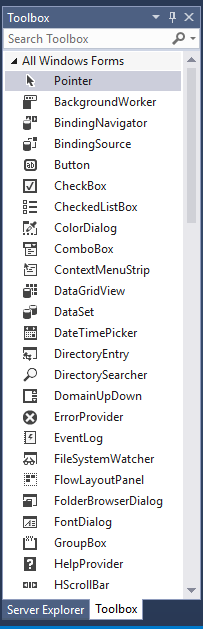 Toolbox
Search Toolbox
All Windows Forms
Pointer
BackgroundWorker
BindingNavigator
BindingSource
Button
CheckBox
CheckedListBox
ColorDialog
ComboBox
ContextMenuStrip
DataGridView
DataSet
DateTimePicker
DirectoryEntry
DirectorySearcher
DomainUpDown
ErrorProvider
EventLog
FileSystemWatcher
FlowLayoutPanel
FolderBrowserDialog
FontDialog
GroupBox
HelpProvider
HScrollBar
Server Explorer Toolbox